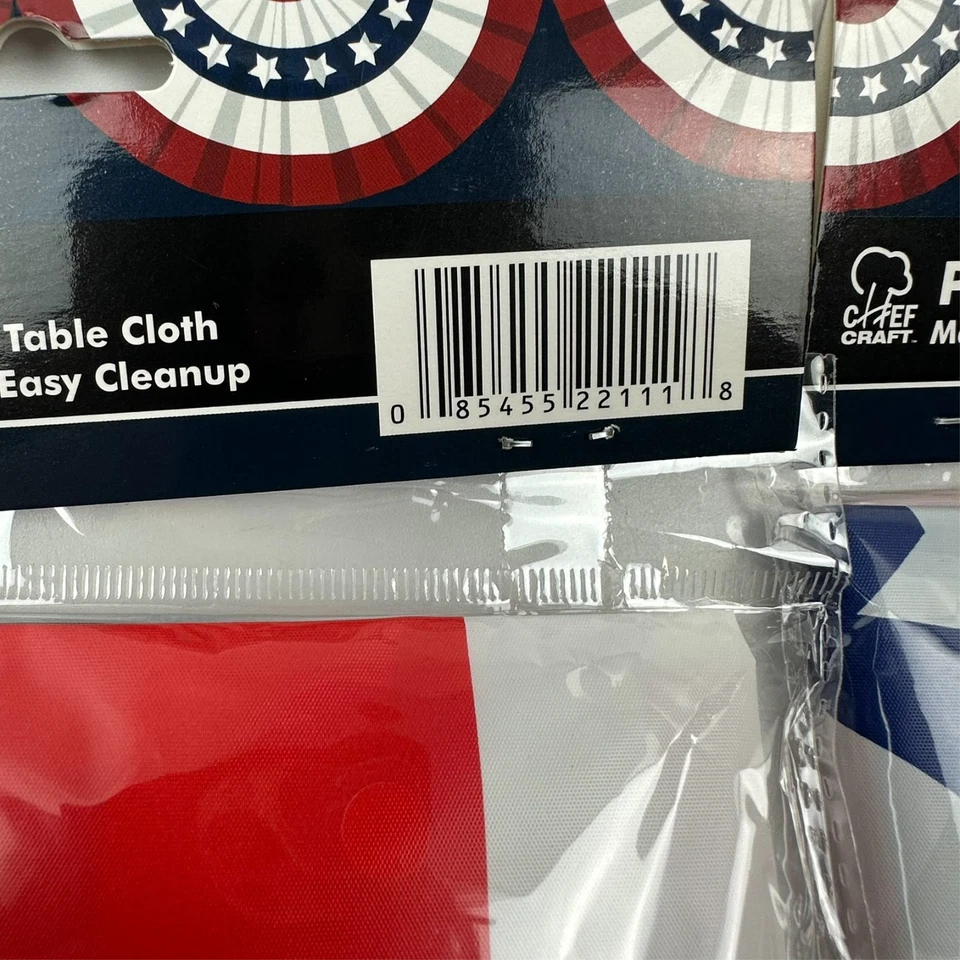 Table Cloth
Easy Cleanup
0 85455 22111 8
CHEF
CRAFT